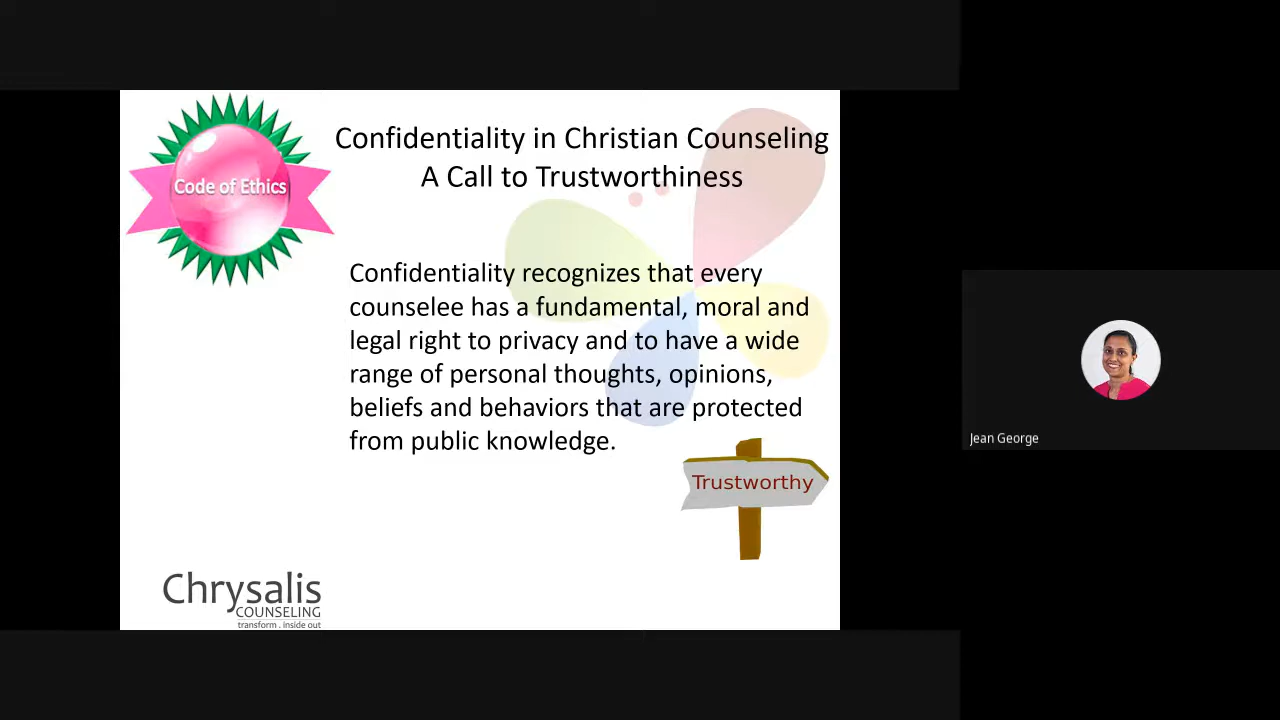 Code of Ethics
Confidentiality in Christian Counseling
A Call to Trustworthiness
Confidentiality recognizes that every
counselee has a fundamental, moral and
legal right to privacy and to have a wide
range of personal thoughts, opinions,
beliefs and behaviors that are protected
from public knowledge.
Trustworthy
Chrysalis
COUNSELING
transform . inside out
Jean George